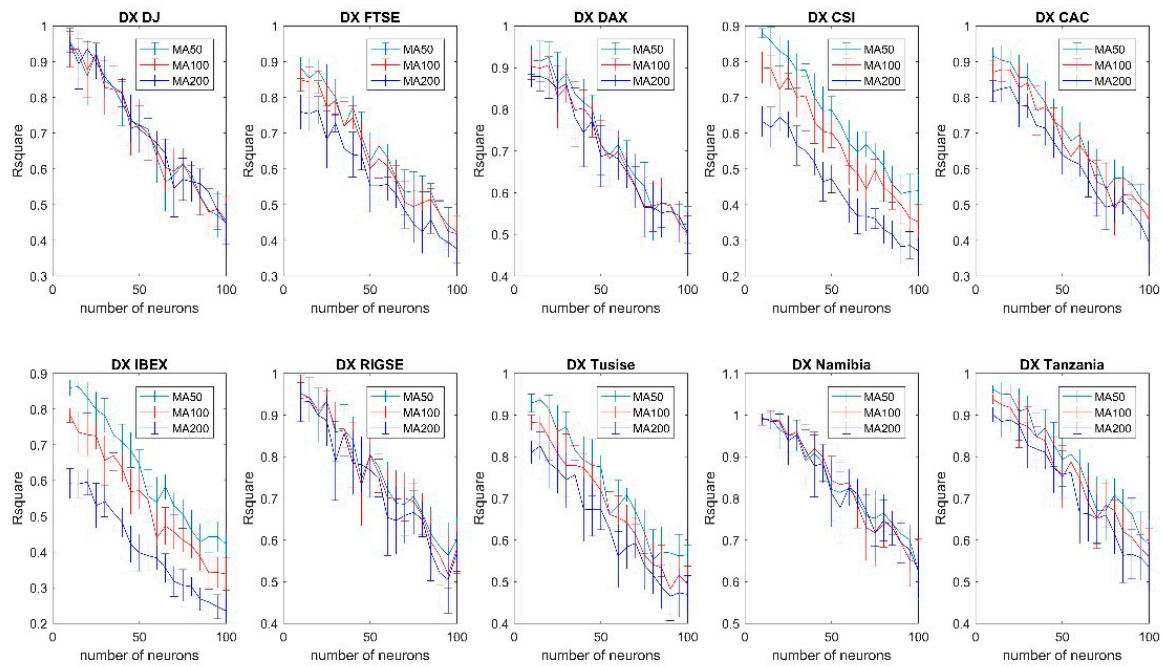 DX DJ
Rsquare
1
0.9
0.8
0.7
0.6
0.5
0.4
0.3
0
50
100
number of neurons
MA50
MA100
MA200
DX FTSE
Rsquare
1
0.9
0.8
0.7
0.6
0.5
0.4
0.3
0
50
100
number of neurons
MA50
MA100
MA200
DX DAX
Rsquare
1
0.9
0.8
0.7
0.6
0.5
0.4
0
50
100
number of neurons
MA50
MA100
MA200
DX CSI
Rsquare
0.9
0.8
0.7
0.6
0.5
0.4
0.3
0.2
0
50
100
number of neurons
MA50
MA100
MA200
DX CAC
Rsquare
1
0.9
0.8
0.7
0.6
0.5
0.4
0.3
0
50
100
number of neurons
MA50
MA100
MA200
DX IBEX
Rsquare
0.9
0.8
0.7
0.6
0.5
0.4
0.3
0.2
0
50
100
number of neurons
MA50
MA100
MA200
DX RIGSE
Rsquare
1
0.9
0.8
0.7
0.6
0.5
0.4
0
50
100
number of neurons
MA50
MA100
MA200
DX Tusise
Rsquare
1
0.9
0.8
0.7
0.6
0.5
0.4
0
50
100
number of neurons
MA50
MA100
MA200
DX Namibia
Rsquare
1.1
1
0.9
0.8
0.7
0.6
0.5
0
50
100
number of neurons
MA50
MA100
MA200
DX Tanzania
Rsquare
1
0.9
0.8
0.7
0.6
0.5
0.4
0
50
100
number of neurons
MA50
MA100
MA200